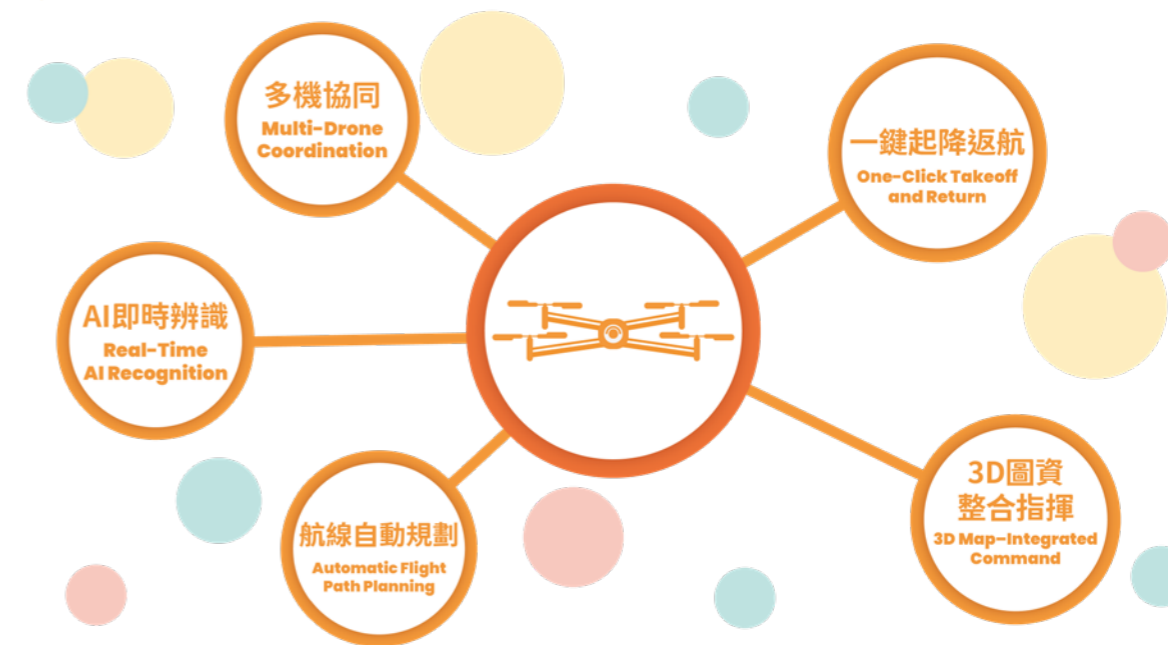 多機協同
Multi-Drone
Coordination
一鍵起降返航
One-Click Takeoff
and Return
AI即時辨識
Real-Time
AI Recognition
航線自動規劃
Automatic Flight
Path Planning
3D圖資
整合指揮
3D Map-Integrated
Command